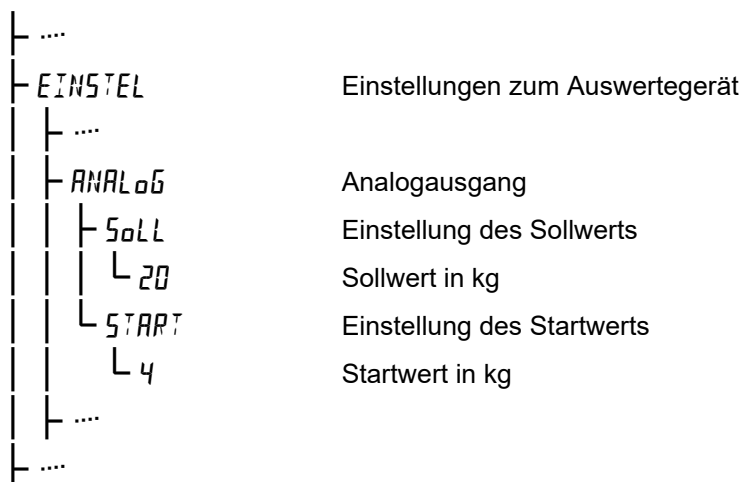 ....
EINSTEL Einstellungen zum Auswertegerät
....
ANALoG Analogausgang
SoLL Einstellung des Sollwerts
20 Sollwert in kg
START Einstellung des Startwerts
4 Startwert in kg
....
....